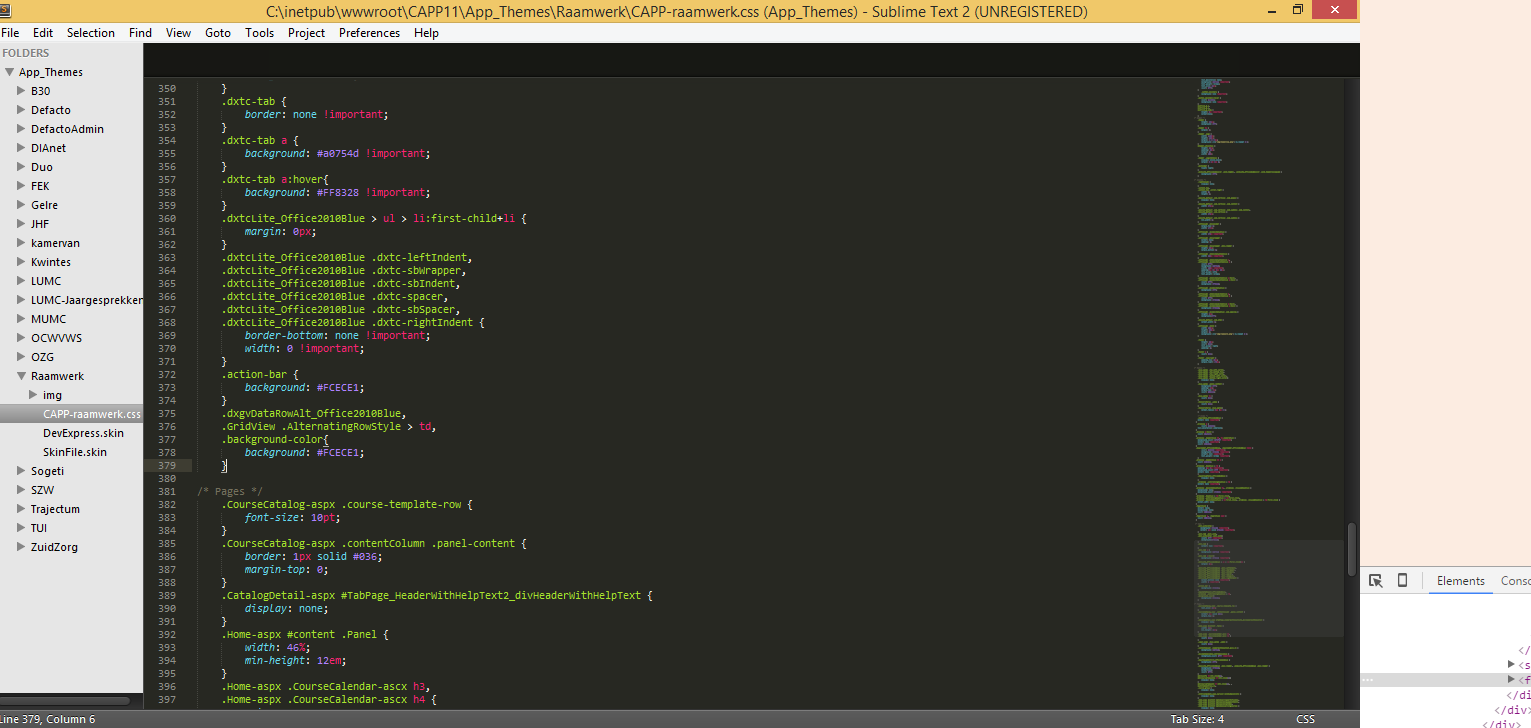 C:\inetpub\wwwroot\CAPP11\App_Themes\Raamwerk\CAPP-raamwerk.css (App_Themes) - Sublime Text 2 (UNREGISTERED)
File Edit Selection Find View Goto Tools Project Preferences Help
FOLDERS
App_Themes
B30
Defacto
DefactoAdmin
DIAnet
Duo
FEK
Gelre
JHF
kamervan
Kwintes
LUMC
LUMC-Jaargesprekken
MUMC
OCWVWS
OZG
Raamwerk
img
CAPP-raamwerk.css
DevExpress.skin
SkinFile.skin
Sogeti
SZW
Trajectum
TUI
ZuidZorg
350 }
351 .dxtc-tab {
352 border: none !important;
353 }
354 .dxtc-tab a {
355 background: #a0754d !important;
356 }
357 .dxtc-tab a:hover{
358 background: #FF8328 !important;
359 }
360 .dxtcLite_Office2010Blue > ul > li:first-child+li {
361 margin: 0px;
362 }
363 .dxtcLite_Office2010Blue .dxtc-leftIndent,
364 .dxtcLite_Office2010Blue .dxtc-sbWrapper,
365 .dxtcLite_Office2010Blue .dxtc-sbIndent,
366 .dxtcLite_Office2010Blue .dxtc-spacer,
367 .dxtcLite_Office2010Blue .dxtc-sbSpacer,
368 .dxtcLite_Office2010Blue .dxtc-rightIndent {
369 border-bottom: none !important;
370 width: 0 !important;
371 }
372 .action-bar {
373 background: #FCECE1;
374 }
375 .dxgvDataRowAlt_Office2010Blue,
376 .GridView .AlternatingRowStyle > td,
377 .background-color{
378 background: #FCECE1;
379 }
380
381 /* Pages */
382 .CourseCatalog-aspx .course-template-row {
383 font-size: 10pt;
384 }
385 .CourseCatalog-aspx .contentColumn .panel-content {
386 border: 1px solid #036;
387 margin-top: 0;
388 }
389 .CatalogDetail-aspx #TabPage_HeaderWithHelpText2_divHeaderWithHelpText {
390 display: none;
391 }
392 .Home-aspx #content .Panel {
393 width: 46%;
394 min-height: 12em;
395 }
396 .Home-aspx .CourseCalendar-ascx h3,
397 .Home-aspx .CourseCalendar-ascx h4 {
Line 379, Column 6 Tab Size: 4 CSS
Elements Conso
</
<s
<f
</di
</div>
</div>